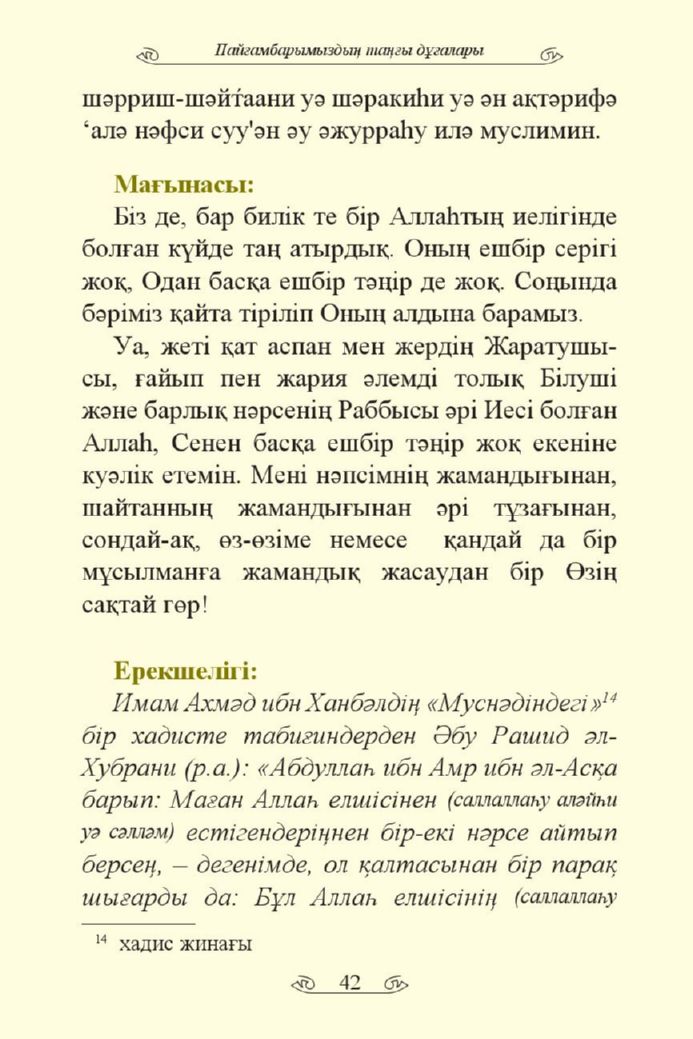 Пайғамбарымыздың таңғы дұғалары
шәрриш-шәйт́аани уә шәракиһи уә ән ақтәрифә
‘алә нәфси суу'ән әу әжурраһу илә муслимин.
Мағынасы:
Біз де, бар билік те бір Аллаһтың иелігінде
болған күйде таң атырдық. Оның ешбір серігі
жоқ, Одан басқа ешбір тәңір де жоқ. Соңында
бәріміз қайта тіріліп Оның алдына барамыз.
Уа, жеті қат аспан мен жердің Жаратушы-
сы, ғайып пен жария әлемді толық Білуші
және барлық нәрсенің Раббысы әрі Иесі болған
Аллаһ, Сенен басқа ешбір тәңір жоқ екеніне
куәлік етемін. Мені нәпсімнің жамандығынан,
шайтанның жамандығынан әрі тұзағынан,
сондай-ақ, өз-өзіме немесе қандай да бір
мұсылманға жамандық жасаудан бір Өзің
сақтай гөр!
Ерекшелігі:
Имам Ахмәд ибн Ханбәлдің «Муснәдіндегі»¹⁴
бір хадисте табиғиндерден Әбу Рашид әл-
Хубрани (р.а.): «Абдуллаһ ибн Амр ибн әл-Асқа
барып: Маған Аллаһ елшісінен (саллаллаһу аләйһи
уә сәлләм) естігендеріңнен бір-екі нәрсе айтып
берсең, – дегенімде, ол қалтасынан бір парақ
шығарды да: Бұл Аллаһ елшісінің (саллаллаһу
¹⁴ хадис жинағы
42